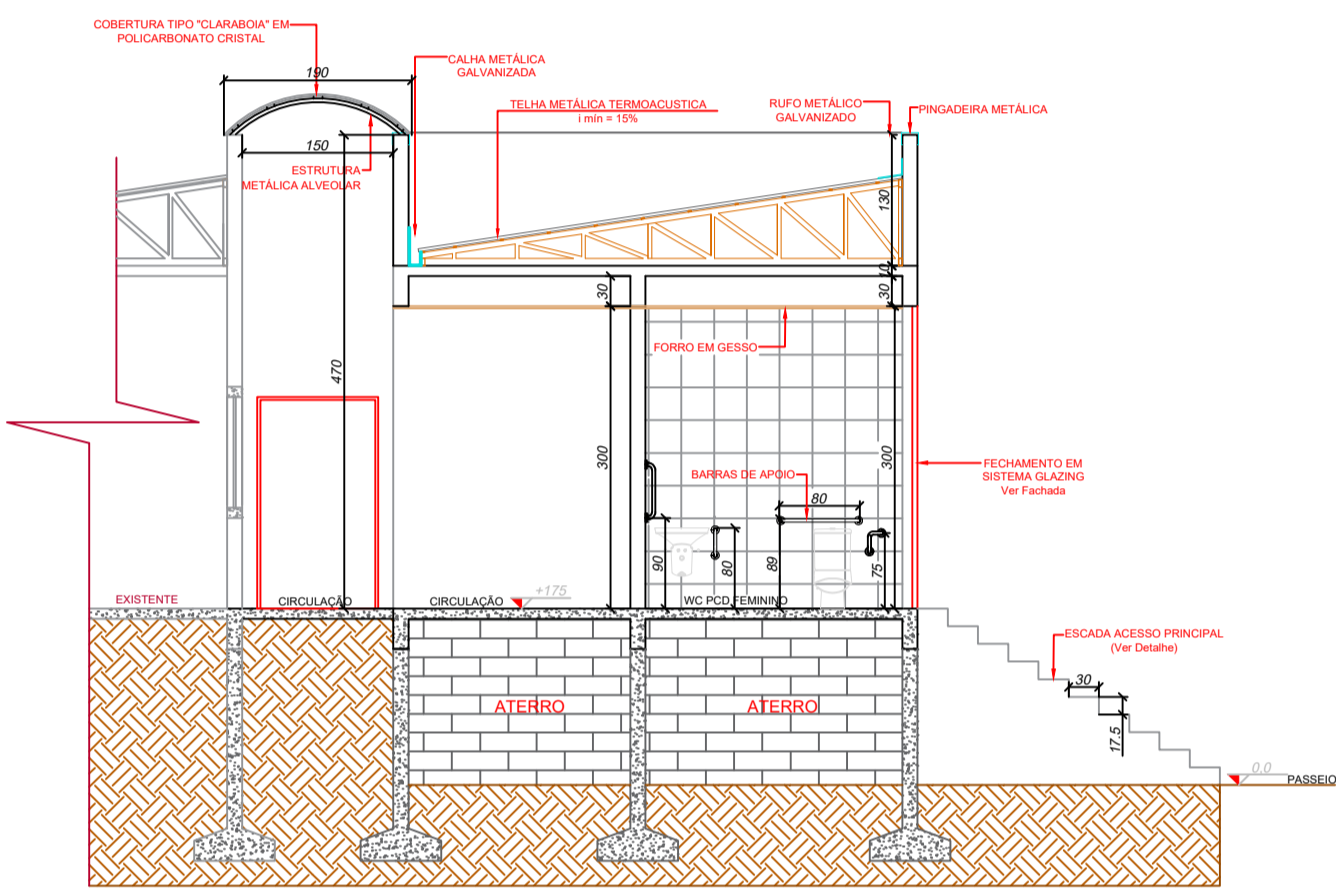 COBERTURA TIPO "CLARABOIA" EM
POLICARBONATO CRISTAL
CALHA METÁLICA
GALVANIZADA
190
TELHA METÁLICA TERMOACUSTICA
i mín = 15%
RUFO METÁLICO
GALVANIZADO
PINGADEIRA METÁLICA
150
ESTRUTURA
METÁLICA ALVEOLAR
130
10
30
30
FORRO EM GESSO
470
300
300
BARRAS DE APOIO
FECHAMENTO EM
SISTEMA GLAZING
Ver Fachada
80
90
80
89
75
EXISTENTE
CIRCULAÇÃO
CIRCULAÇÃO
+175
WC PCD FEMININO
ESCADA ACESSO PRINCIPAL
(Ver Detalhe)
30
17.5
ATERRO
ATERRO
0.0
PASSEIO